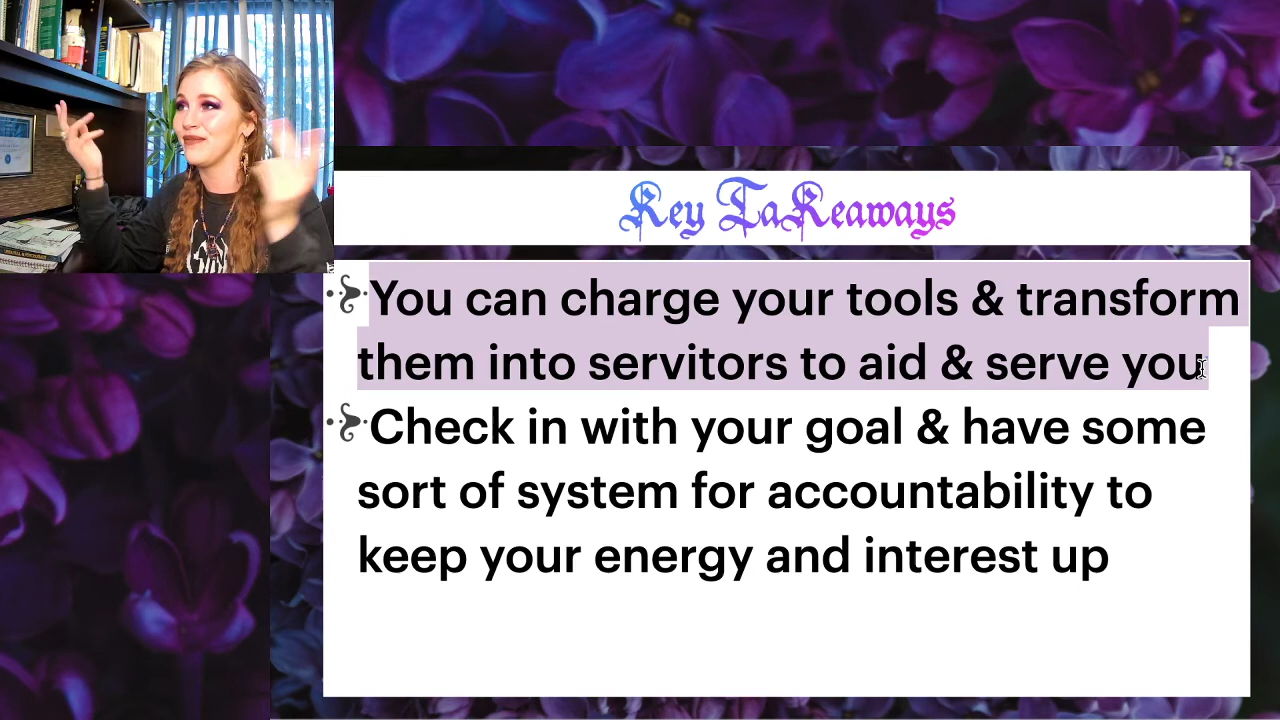 Key TaKeaways
You can charge your tools & transform
them into servitors to aid & serve you
Check in with your goal & have some
sort of system for accountability to
keep your energy and interest up